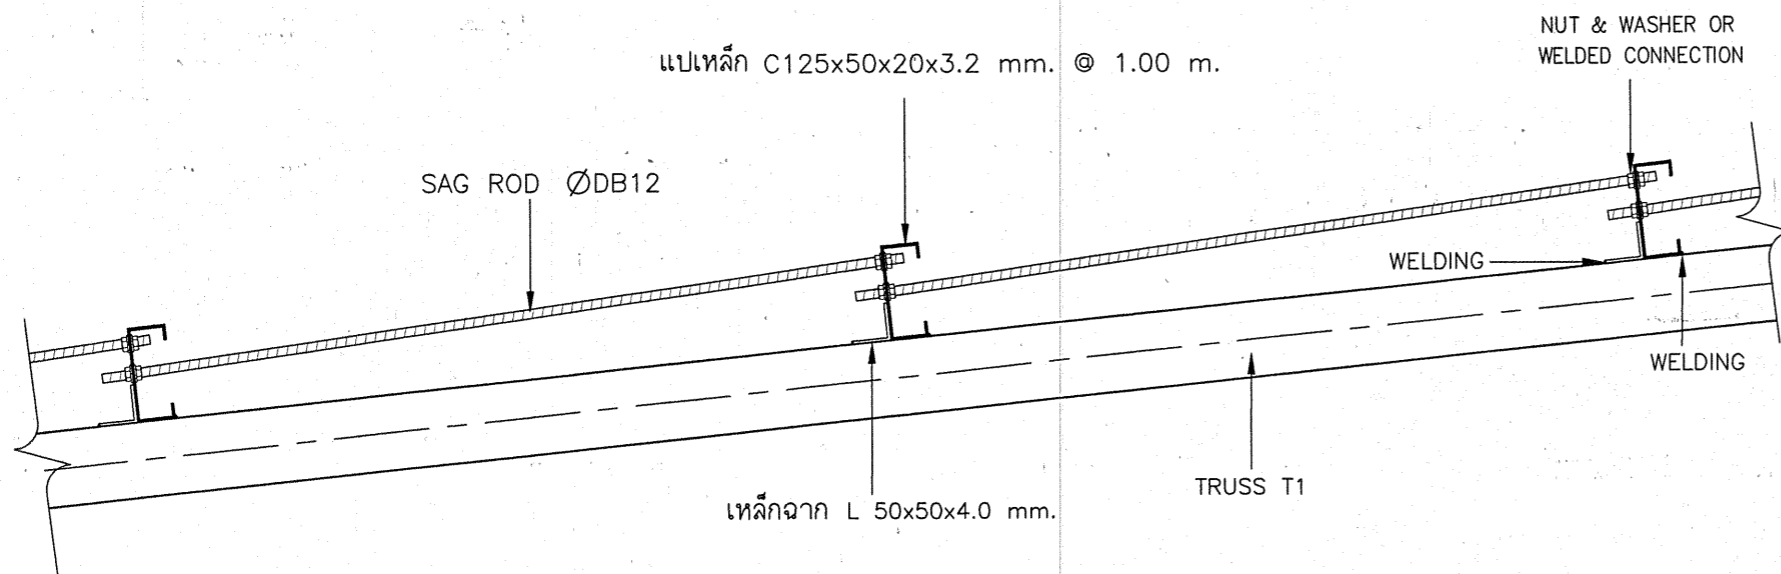 NUT & WASHER OR
WELDED CONNECTION
แปเหล็ก C125x50x20x3.2 mm. @ 1.00 m.
SAG ROD ∅DB12
WELDING
WELDING
TRUSS T1
เหล็กฉาก L 50x50x4.0 mm.